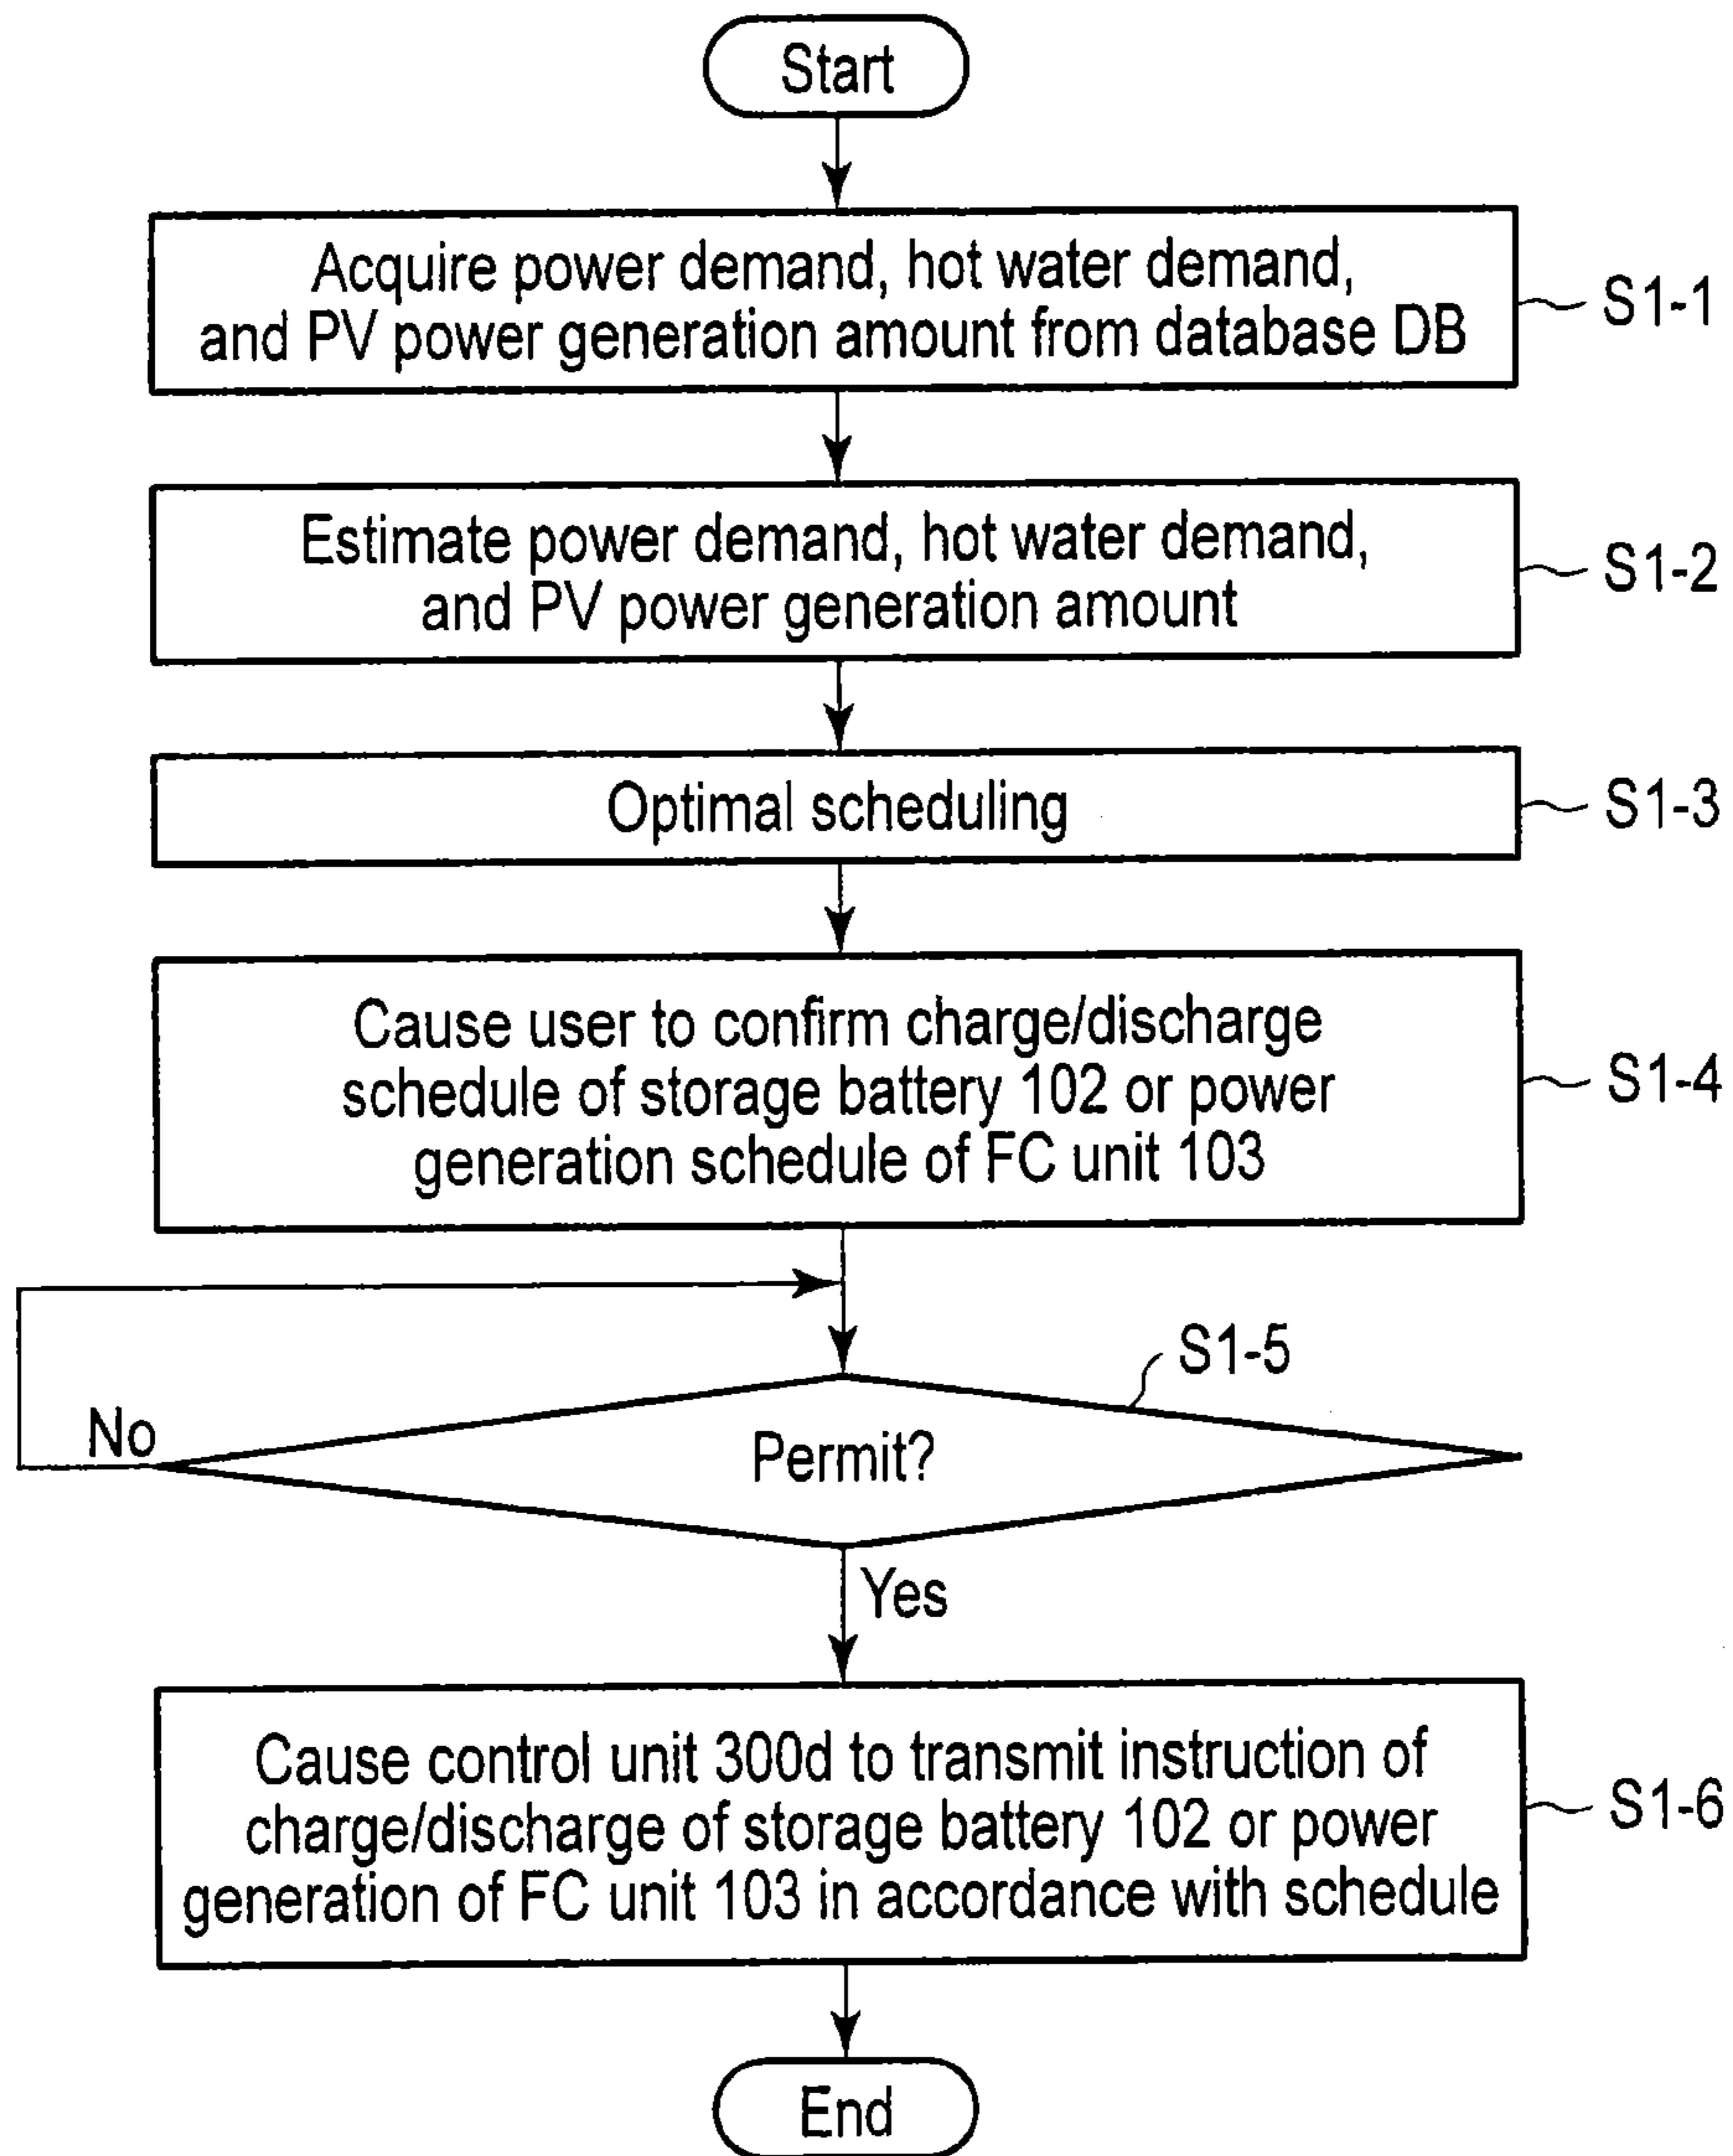 Start
Acquire power demand, hot water demand,
and PV power generation amount from database DB
S1-1
Estimate power demand, hot water demand,
and PV power generation amount
S1-2
Optimal scheduling
S1-3
Cause user to confirm charge/discharge
schedule of storage battery 102 or power
generation schedule of FC unit 103
S1-4
S1-5
No
Permit?
Yes
Cause control unit 300d to transmit instruction of
charge/discharge of storage battery 102 or power
generation of FC unit 103 in accordance with schedule
S1-6
End